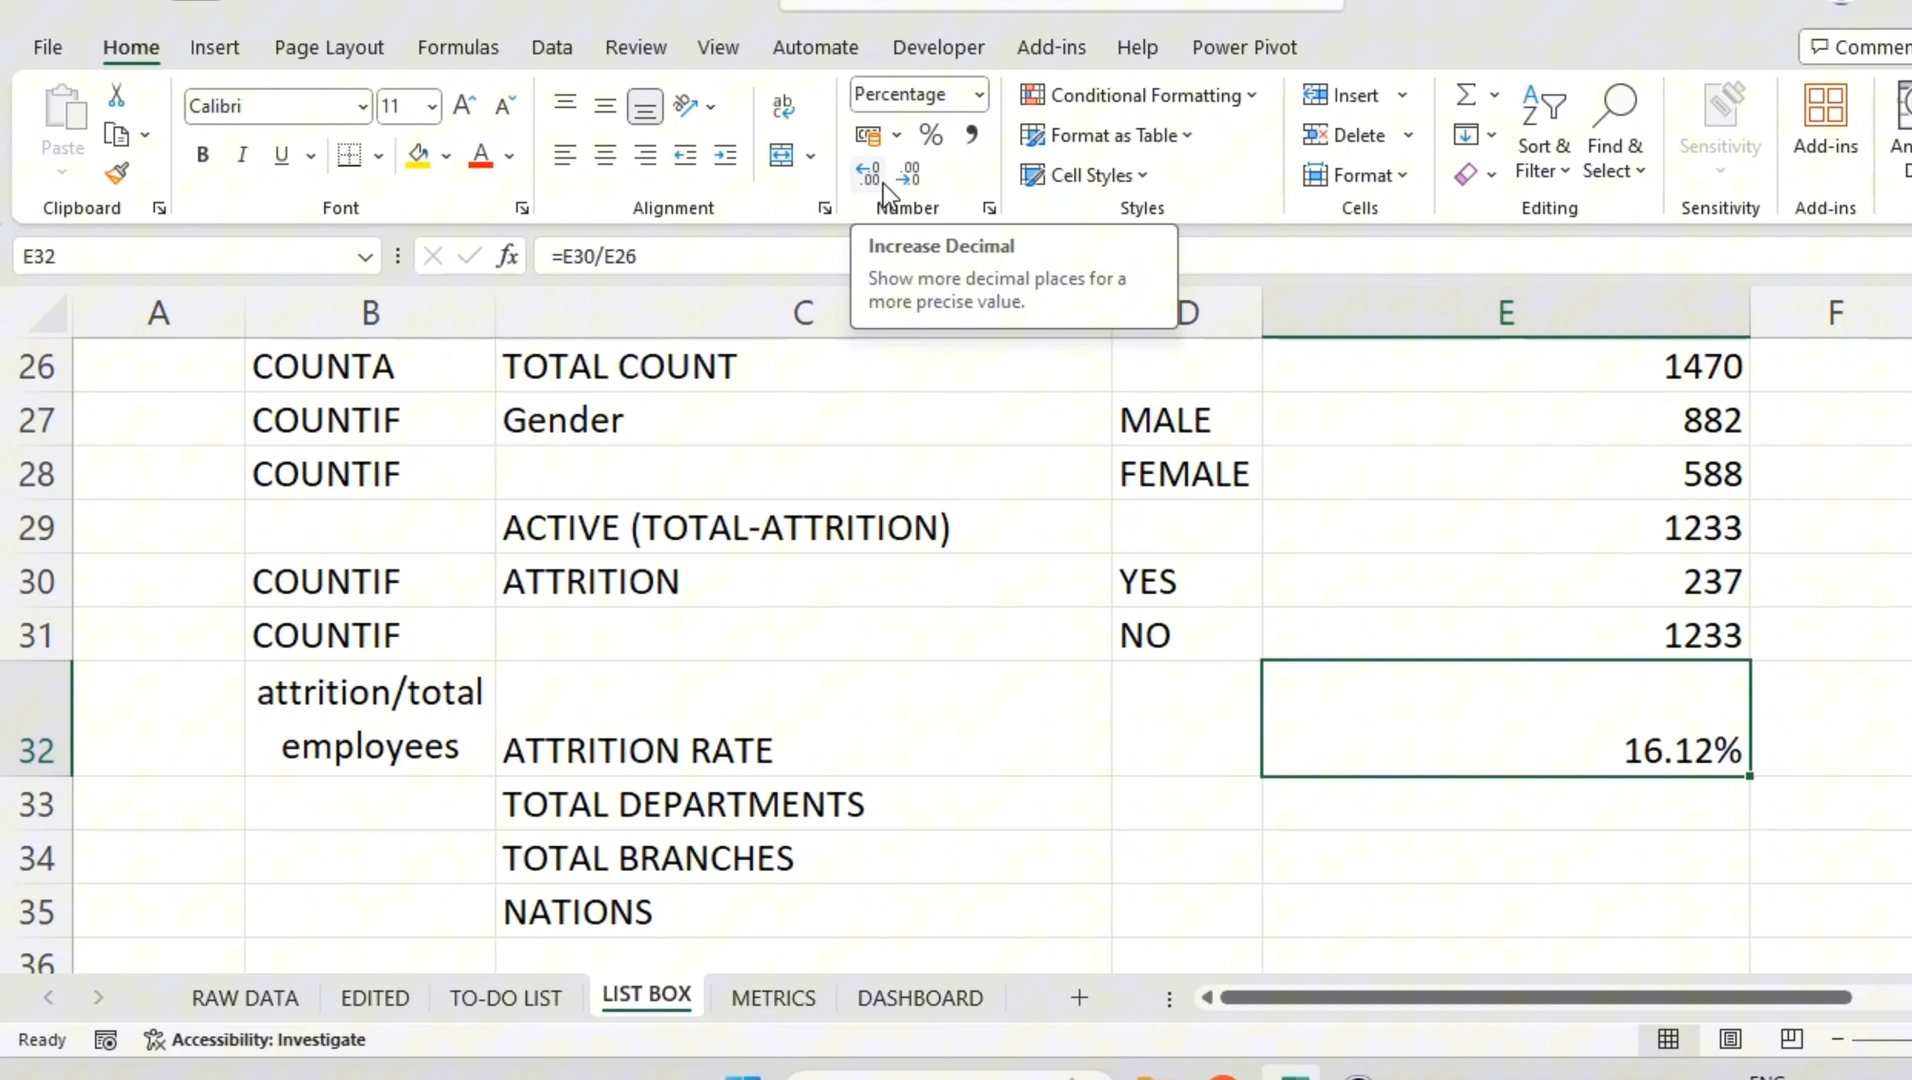 File Home Insert Page Layout Formulas Data Review View Automate Developer Add-ins Help Power Pivot
Calibri 11 ab Percentage Conditional Formatting Insert
Paste B I U A % , Format as Table Delete Sort & Filter Find & Select Sensitivity Add-ins
Cell Styles Format
Clipboard Font Alignment Number Styles Cells Editing Sensitivity Add-ins
E32 fx =E30/E26
Increase Decimal
Show more decimal places for a
more precise value.
A B C D E F
26 COUNTA TOTAL COUNT 1470
27 COUNTIF Gender MALE 882
28 COUNTIF FEMALE 588
29 ACTIVE (TOTAL-ATTRITION) 1233
30 COUNTIF ATTRITION YES 237
31 COUNTIF NO 1233
attrition/total
32 employees ATTRITION RATE 16.12%
33 TOTAL DEPARTMENTS
34 TOTAL BRANCHES
35 NATIONS
36
RAW DATA EDITED TO-DO LIST LIST BOX METRICS DASHBOARD +
Ready Accessibility: Investigate